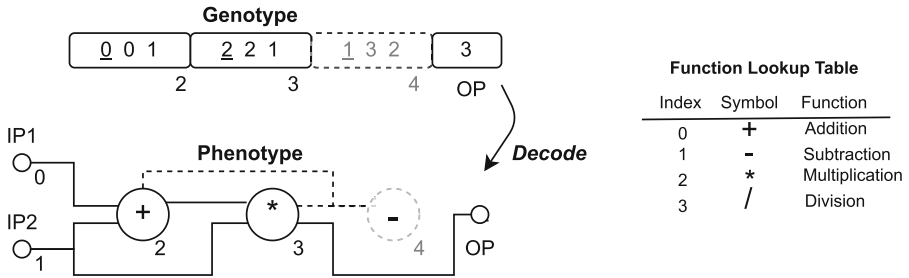 Genotype
0 0 1 2 2 1 1 3 2 3
2 3 4 OP
Decode
IP1
0
Phenotype
+ * -
2 3 4
IP2
1
OP
Function Lookup Table
Index Symbol Function
0 + Addition
1 - Subtraction
2 * Multiplication
3 / Division